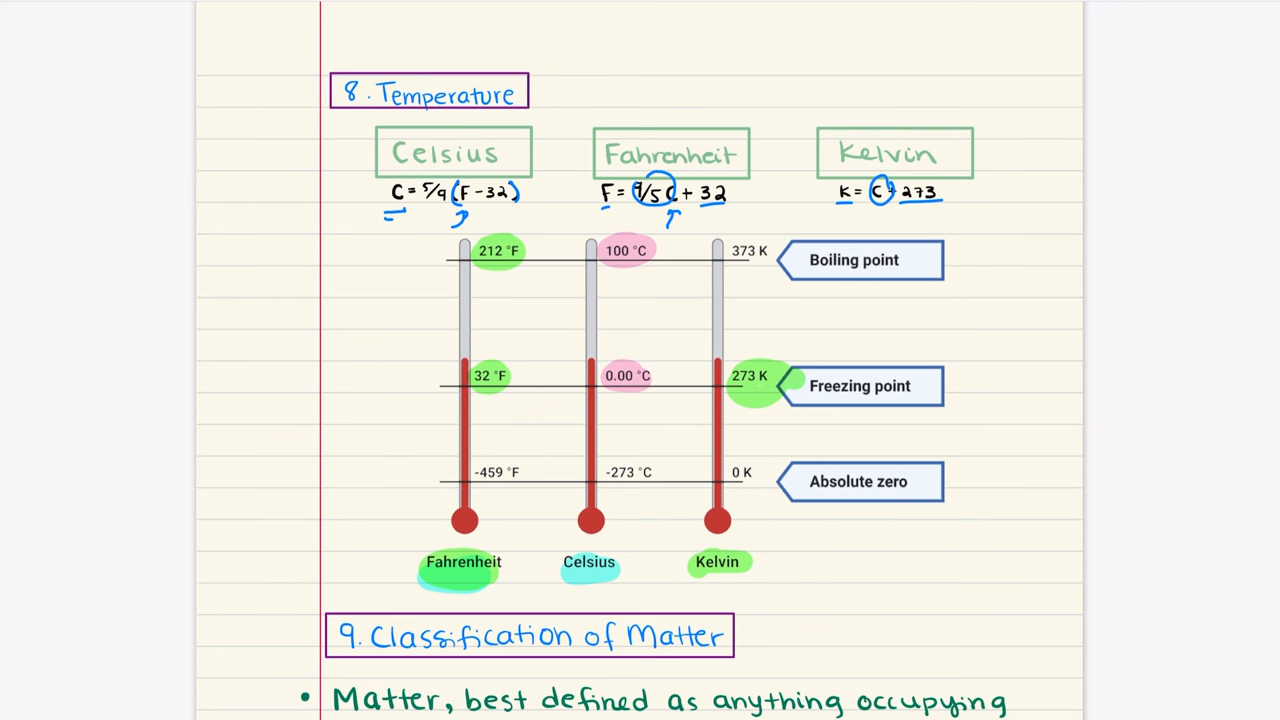 8. Temperature
Celsius Fahrenheit Kelvin
C = 5/9 (F - 32) F = 9/5 C + 32 K = C + 273
212 °F 100 °C 373 K Boiling point
32 °F 0.00 °C 273 K Freezing point
-459 °F -273 °C 0 K Absolute zero
Fahrenheit Celsius Kelvin
9. Classification of Matter
• Matter, best defined as anything occupying